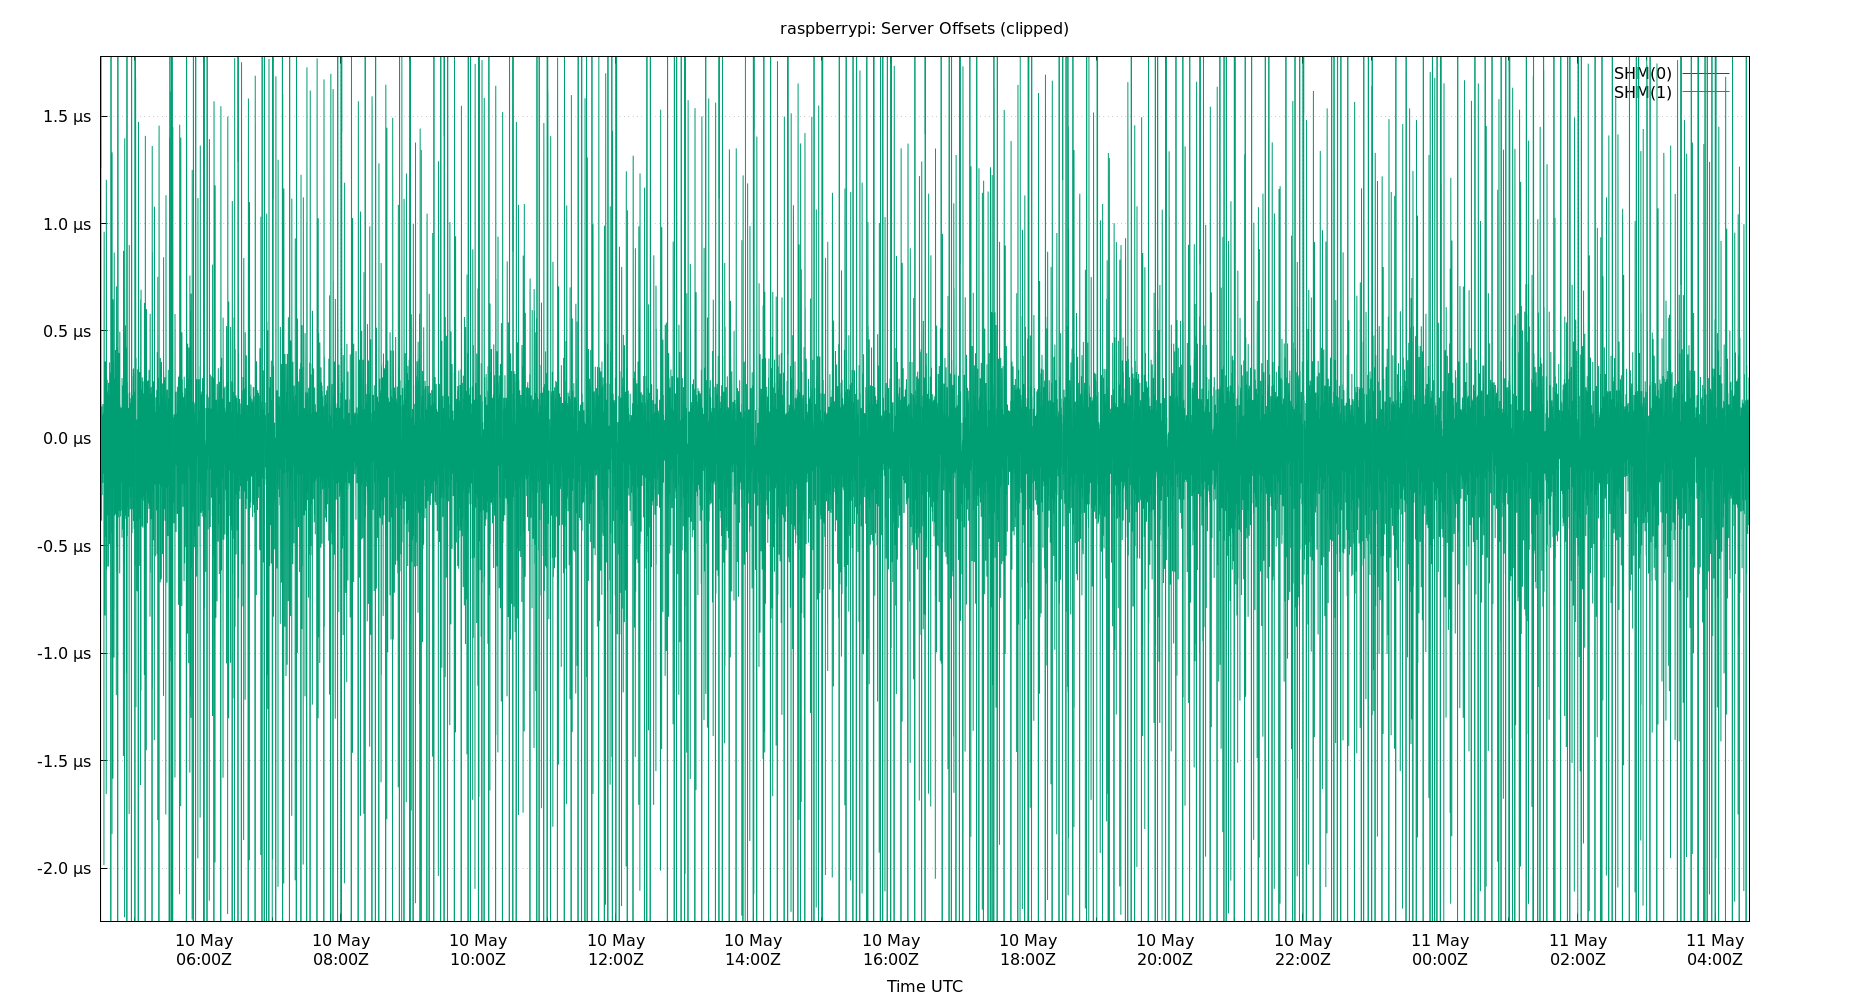 raspberrypi: Server Offsets (clipped)
SHM(0)
SHM(1)
1.5 µs
1.0 µs
0.5 µs
0.0 µs
-0.5 µs
-1.0 µs
-1.5 µs
-2.0 µs
10 May 10 May 10 May 10 May 10 May 10 May 10 May 10 May 10 May 11 May 11 May 11 May
06:00Z 08:00Z 10:00Z 12:00Z 14:00Z 16:00Z 18:00Z 20:00Z 22:00Z 00:00Z 02:00Z 04:00Z
Time UTC